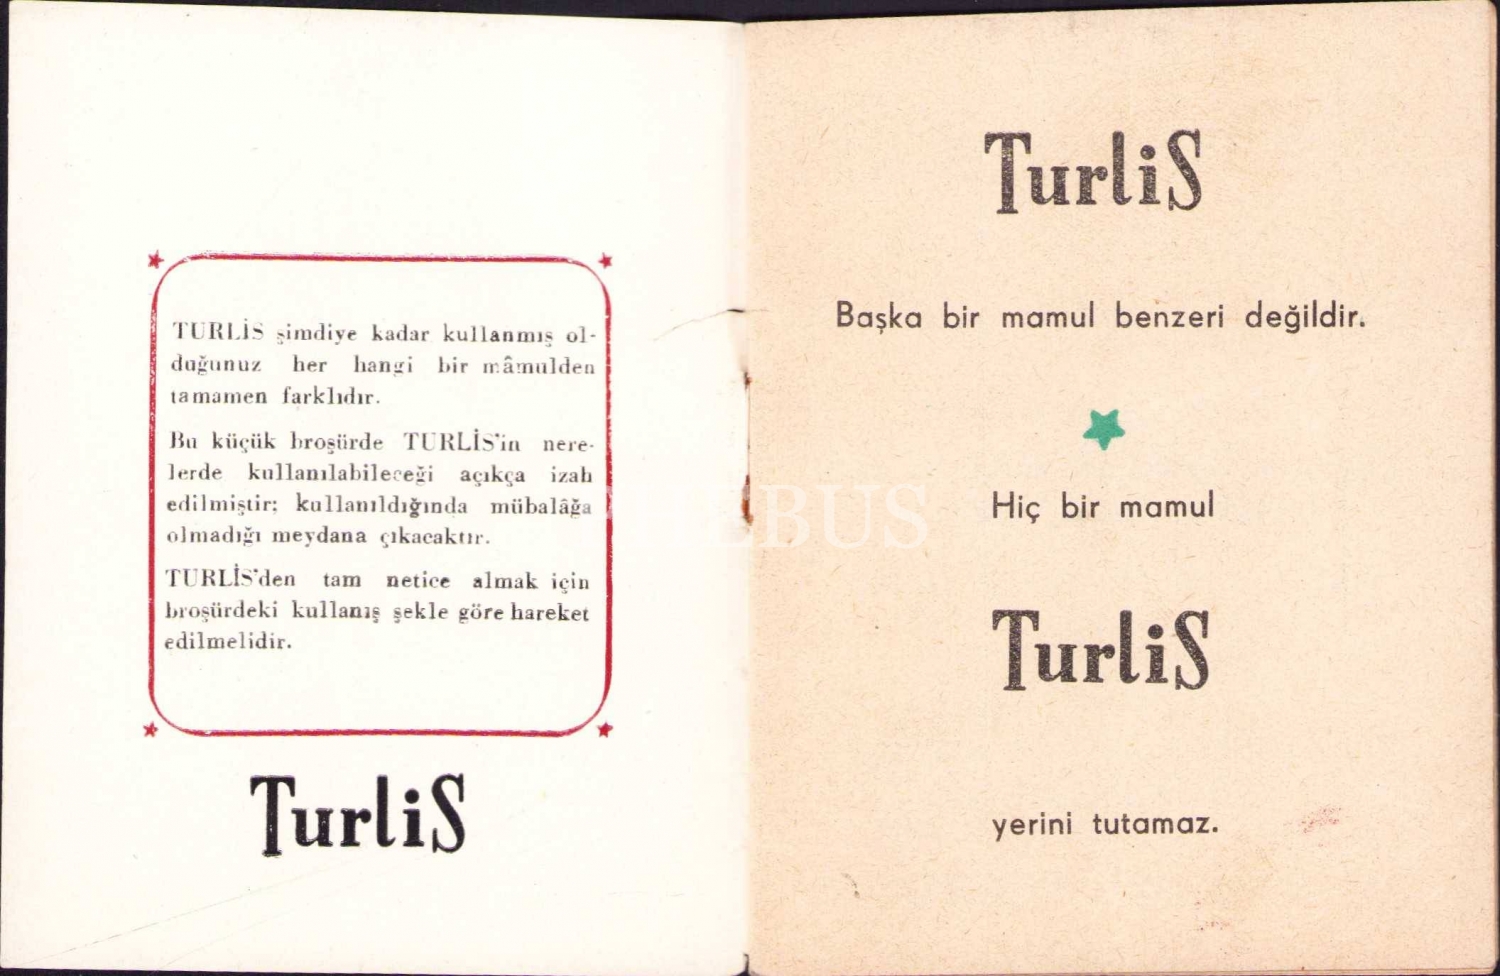 TURLİS şimdiye kadar kullanmış ol-
duğunuz her hangi bir mâmulden
tamamen farklıdır.
Bu küçük broşürde TURLİS'in nere-
lerde kullanılabileceği açıkça izah
edilmiştir; kullanıldığında mübalâğa
olmadığı meydana çıkacaktır.
TURLİS'den tam netice almak için
broşürdeki kullanış şekle göre hareket
edilmelidir.
TurliS
TurliS
Başka bir mamul benzeri değildir.
Hiç bir mamul
TurliS
yerini tutamaz.